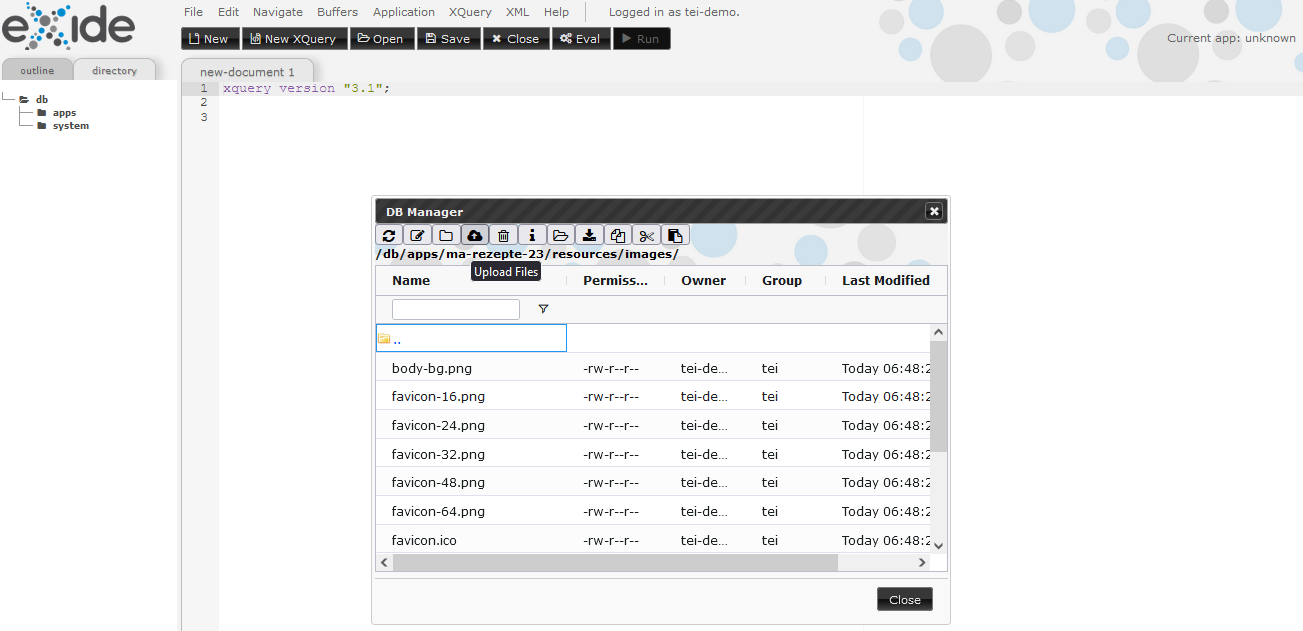 eXide
File Edit Navigate Buffers Application XQuery XML Help Logged in as tei-demo.
New New XQuery Open Save Close Eval Run
Current app: unknown
outline directory
new-document 1
db
apps
system
1 xquery version "3.1";
2
3
DB Manager
/db/apps/ma-rezepte-23/resources/images/
Upload Files
Name Permiss... Owner Group Last Modified
..
body-bg.png -rw-r--r-- tei-de... tei Today 06:48:2
favicon-16.png -rw-r--r-- tei-de... tei Today 06:48:2
favicon-24.png -rw-r--r-- tei-de... tei Today 06:48:2
favicon-32.png -rw-r--r-- tei-de... tei Today 06:48:2
favicon-48.png -rw-r--r-- tei-de... tei Today 06:48:2
favicon-64.png -rw-r--r-- tei-de... tei Today 06:48:2
favicon.ico -rw-r--r-- tei-de... tei Today 06:48:2
Close